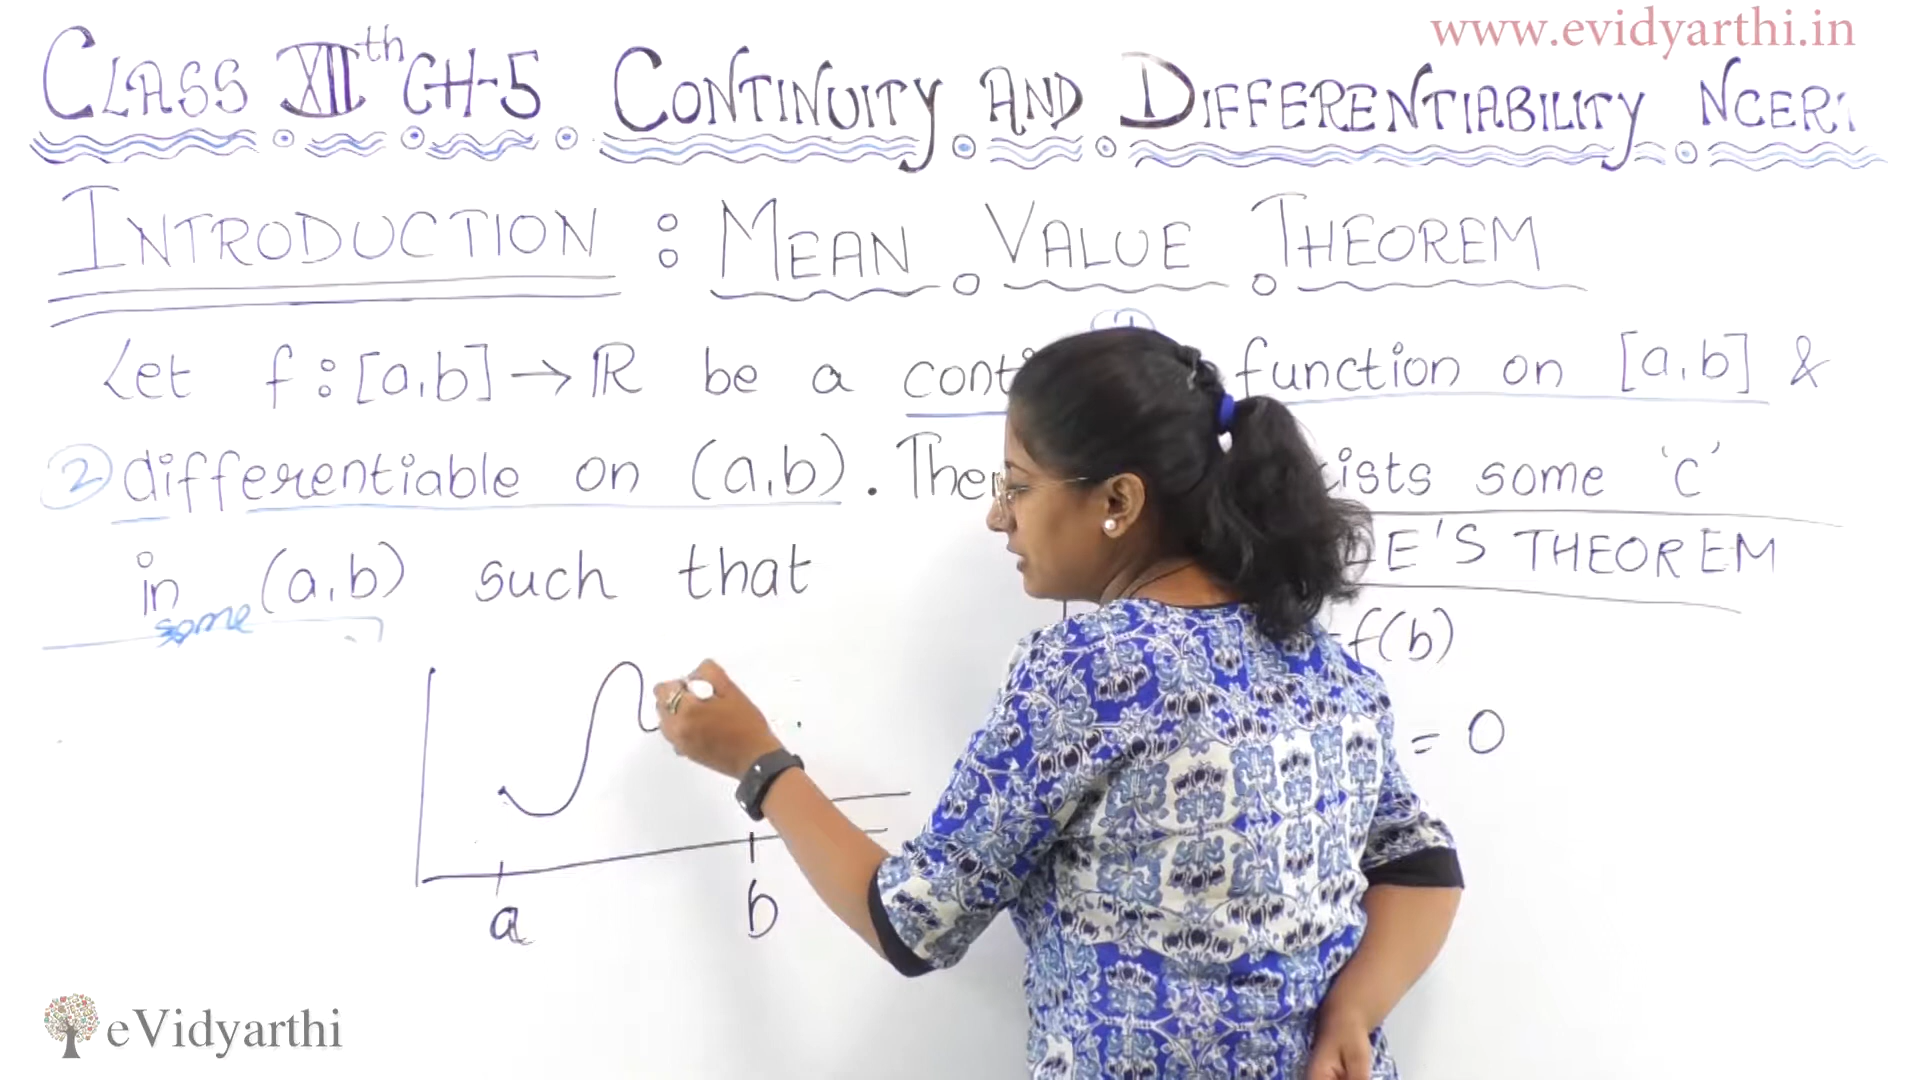 www.evidyarthi.in
CLASS XIIth CH-5 CONTINUITY AND DIFFERENTIABILITY NCER
INTRODUCTION : MEAN VALUE THEOREM
Let f : [a,b] → R be a cont function on [a,b] &
② differentiable on (a,b). The ists some 'c'
in (a,b) such that
LE'S THEOREM
some
=f(b)
= 0
a b
eVidyarthi